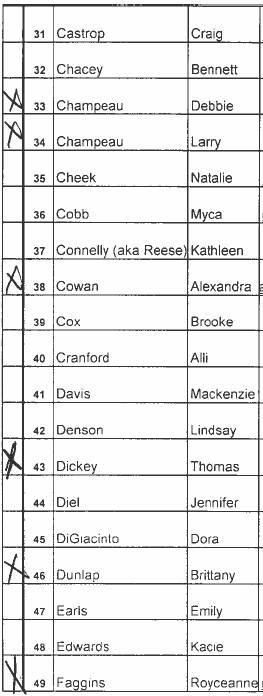 31 Castrop Craig
32 Chacey Bennett
33 Champeau Debbie
34 Champeau Larry
35 Cheek Natalie
36 Cobb Myca
37 Connelly (aka Reese) Kathleen
38 Cowan Alexandra
39 Cox Brooke
40 Cranford Alli
41 Davis Mackenzie
42 Denson Lindsay
43 Dickey Thomas
44 Diel Jennifer
45 DiGiacinto Dora
46 Dunlap Brittany
47 Earls Emily
48 Edwards Kacie
49 Faggins Royceanne